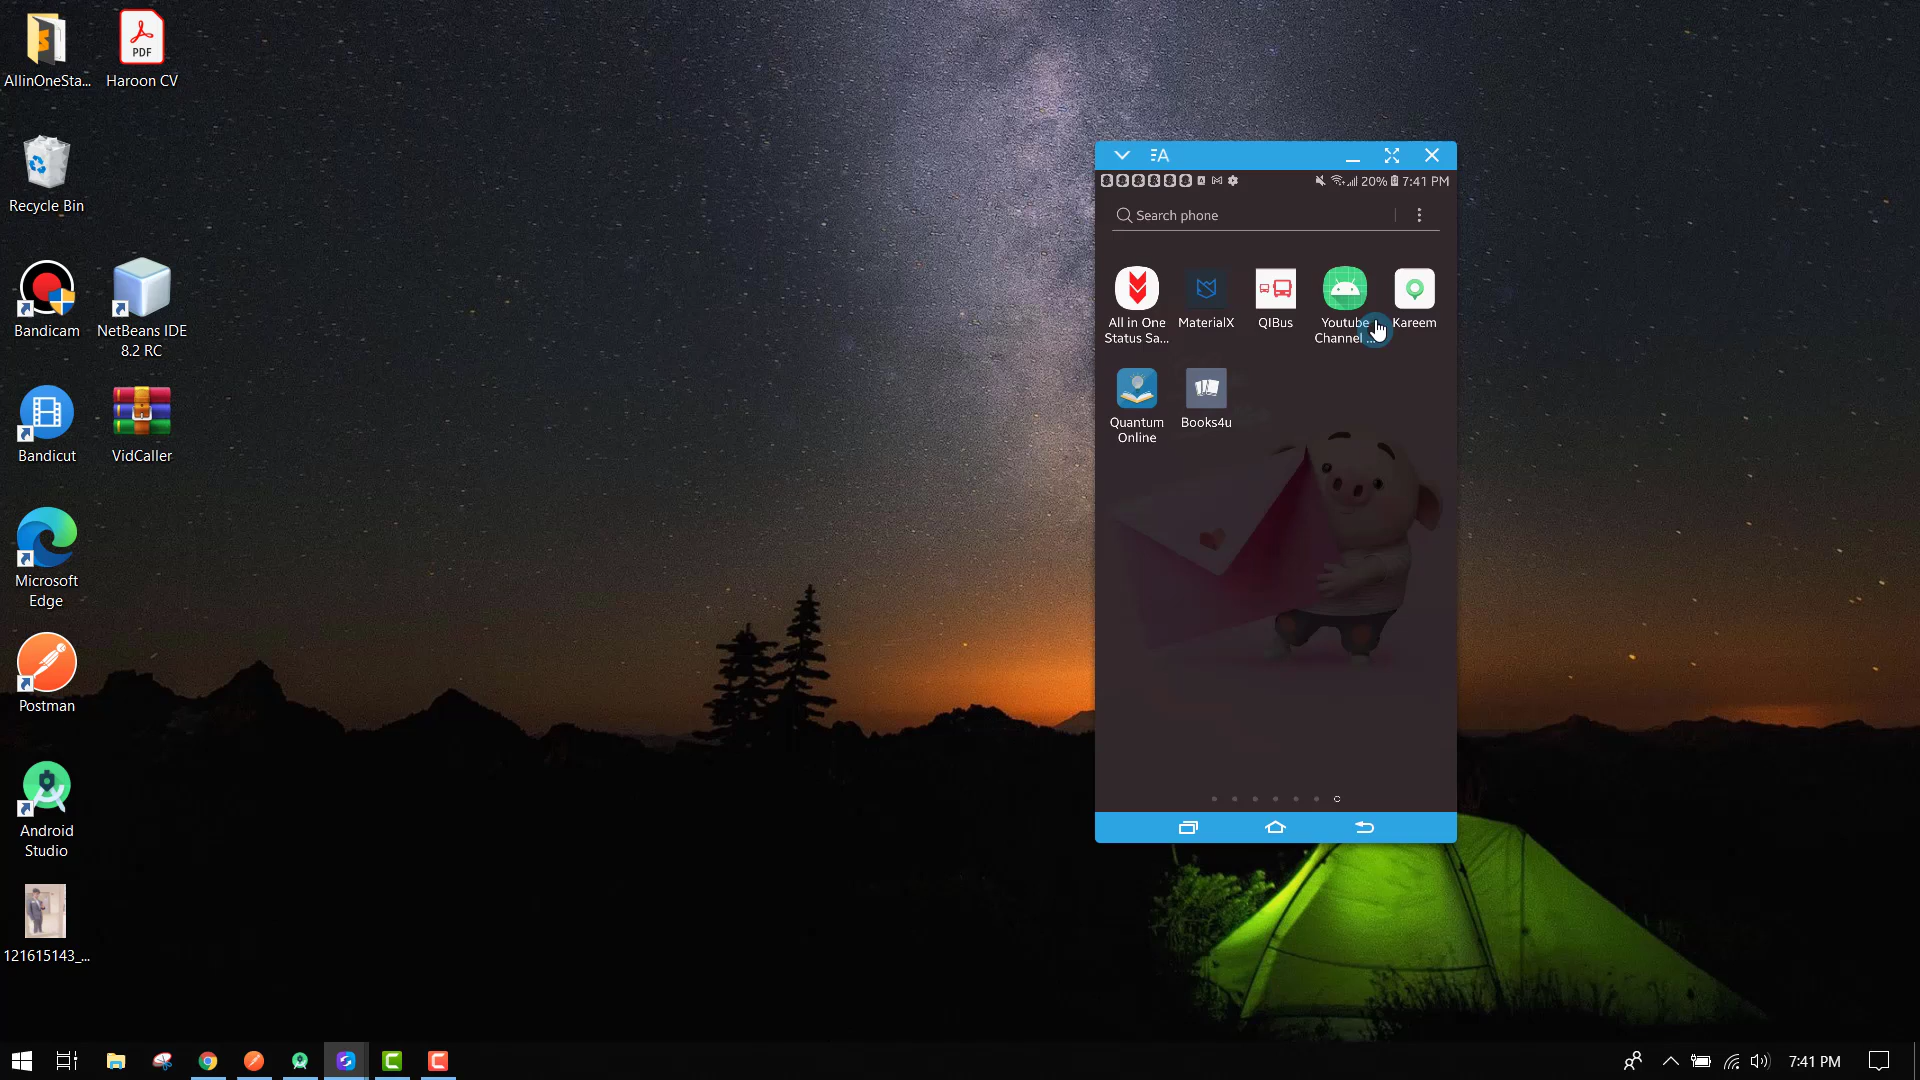 AllinOneSta...
PDF
Haroon CV
Recycle Bin
Bandicam
NetBeans IDE
8.2 RC
Bandicut
VidCaller
Microsoft
Edge
Postman
Android
Studio
121615143_...
A
20%
7:41 PM
Search phone
All in One
Status Sa...
MaterialX
QIBus
Youtube
Channel ...
Kareem
Quantum
Online
Books4u
7:41 PM